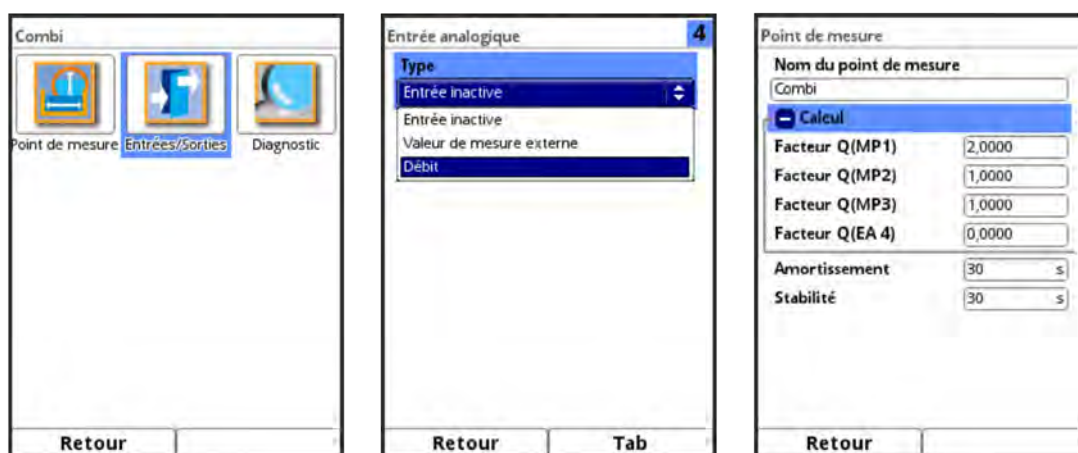 Combi
Point de mesure Entrées/Sorties Diagnostic
Retour
Entrée analogique 4
Type
Entrée inactive
Entrée inactive
Valeur de mesure externe
Débit
Retour Tab
Point de mesure
Nom du point de mesure
Combi
Calcul
Facteur Q(MP1) 2,0000
Facteur Q(MP2) 1,0000
Facteur Q(MP3) 1,0000
Facteur Q(EA 4) 0,0000
Amortissement 30 s
Stabilité 30 s
Retour